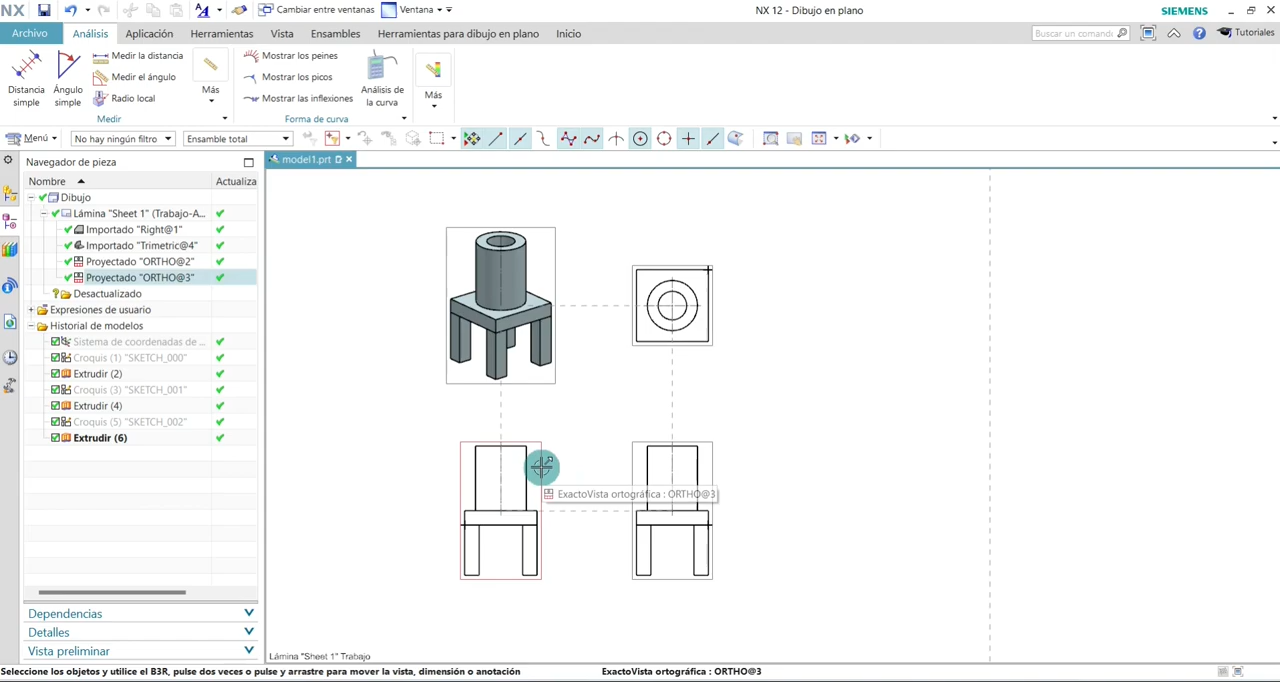 NX
Cambiar entre ventanas
Ventana
NX 12 - Dibujo en plano
SIEMENS
Archivo
Análisis
Aplicación
Herramientas
Vista
Ensambles
Herramientas para dibujo en plano
Inicio
Buscar un comando
Tutoriales
Distancia simple
Ángulo simple
Medir la distancia
Medir el ángulo
Radio local
Más
Medir
Mostrar los peines
Mostrar los picos
Mostrar las inflexiones
Análisis de la curva
Forma de curva
Más
Menú
No hay ningún filtro
Ensamble total
Navegador de pieza
model1.prt
Nombre
Actualiza
Dibujo
Lámina "Sheet 1" (Trabajo-A...
Importado "Right@1"
Importado "Trimetric@4"
Proyectado "ORTHO@2"
Proyectado "ORTHO@3"
Desactualizado
Expresiones de usuario
Historial de modelos
Sistema de coordenadas de ...
Croquis (1) "SKETCH_000"
Extrudir (2)
Croquis (3) "SKETCH_001"
Extrudir (4)
Croquis (5) "SKETCH_002"
Extrudir (6)
ExactoVista ortográfica : ORTHO@3
Dependencias
Detalles
Vista preliminar
Lámina "Sheet 1" Trabajo
Seleccione los objetos y utilice el B3R, pulse dos veces o pulse y arrastre para mover la vista, dimensión o anotación
ExactoVista ortográfica : ORTHO@3